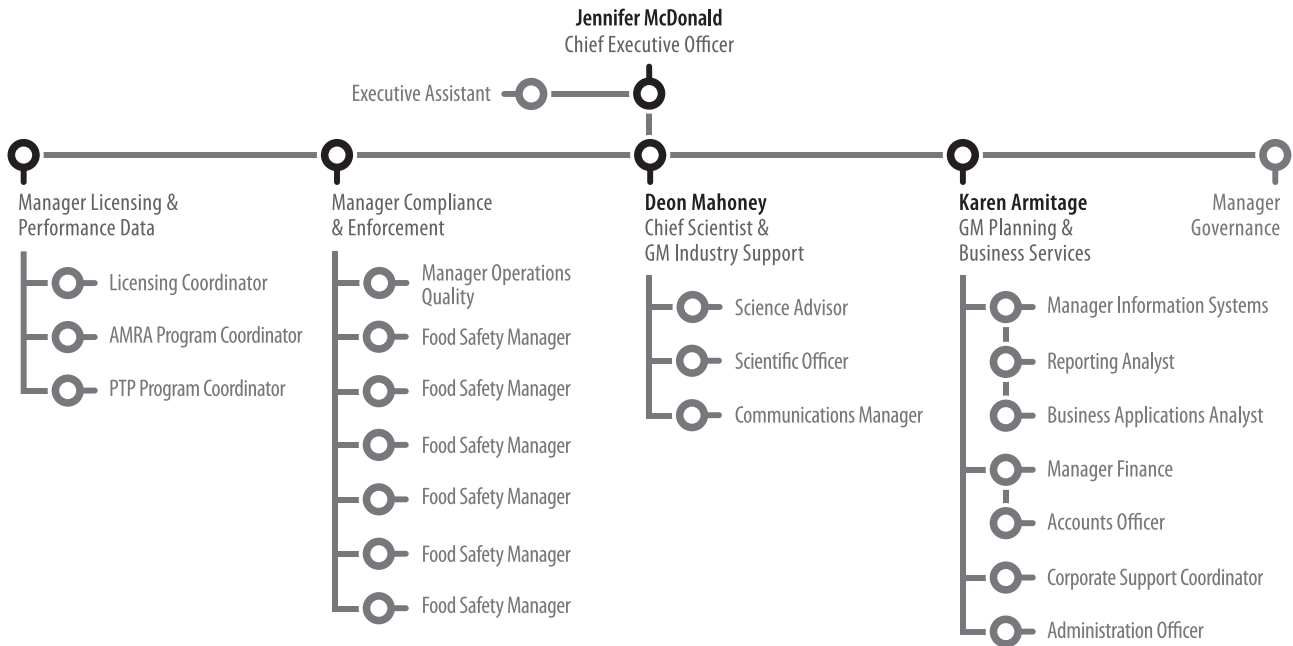 Jennifer McDonald
Chief Executive Officer
Executive Assistant
Manager Licensing &
Performance Data
Licensing Coordinator
AMRA Program Coordinator
PTP Program Coordinator
Manager Compliance
& Enforcement
Manager Operations
Quality
Food Safety Manager
Food Safety Manager
Food Safety Manager
Food Safety Manager
Food Safety Manager
Food Safety Manager
Deon Mahoney
Chief Scientist &
GM Industry Support
Science Advisor
Scientific Officer
Communications Manager
Karen Armitage
GM Planning &
Business Services
Manager Information Systems
Reporting Analyst
Business Applications Analyst
Manager Finance
Accounts Officer
Corporate Support Coordinator
Administration Officer
Manager
Governance